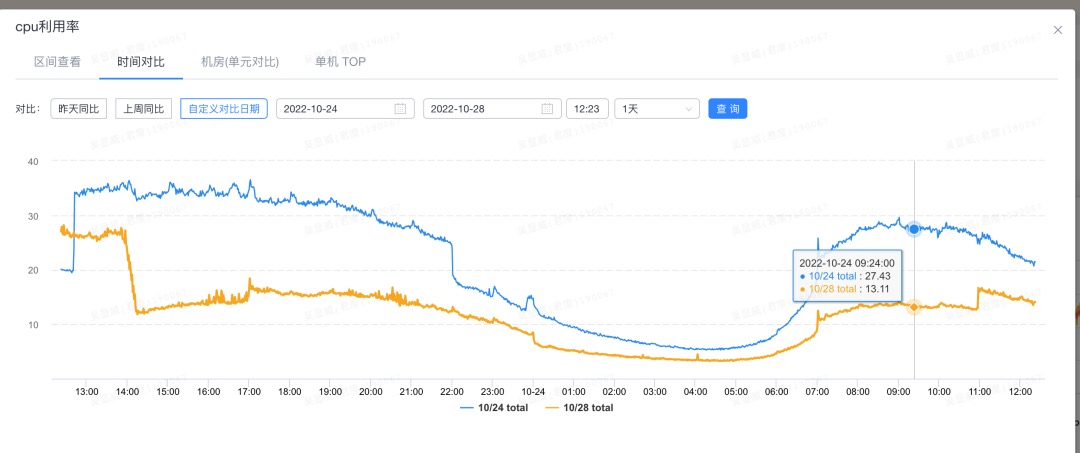 cpu利用率
区间查看 时间对比 机房(单元对比) 单机 TOP
对比： 昨天同比 上周同比 自定义对比日期 2022-10-24 2022-10-28 12:23 1天 查 询
40
30
20
10
2022-10-24 09:24:00
10/24 total : 27.43
10/28 total : 13.11
13:00 14:00 15:00 16:00 17:00 18:00 19:00 20:00 21:00 22:00 23:00 10-24 01:00 02:00 03:00 04:00 05:00 06:00 07:00 08:00 09:00 10:00 11:00 12:00
10/24 total 10/28 total